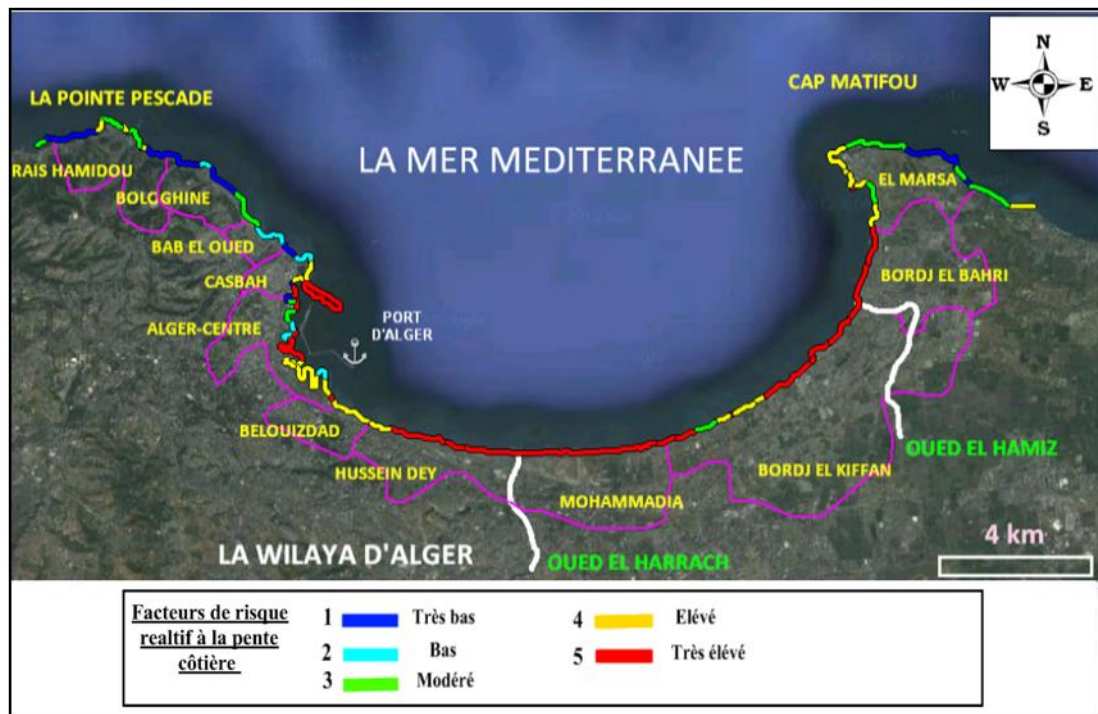 N
W E
S
CAP MATIFOU
LA POINTE PESCADE
LA MER MEDITERRANEE
RAIS HAMIDOU
EL MARSA
BOLOGHINE
BAB EL OUED
BORDJ EL BAHRI
CASBAH
ALGER-CENTRE
PORT
D'ALGER
BELOUIZDAD
OUED EL HAMIZ
HUSSEIN DEY
BORDJ EL KIFFAN
MOHAMMADIA
4 km
LA WILAYA D'ALGER
OUED EL HARRACH
Facteurs de risque
realtif à la pente
côtière
1 Très bas
2 Bas
3 Modéré
4 Elévé
5 Très élévé